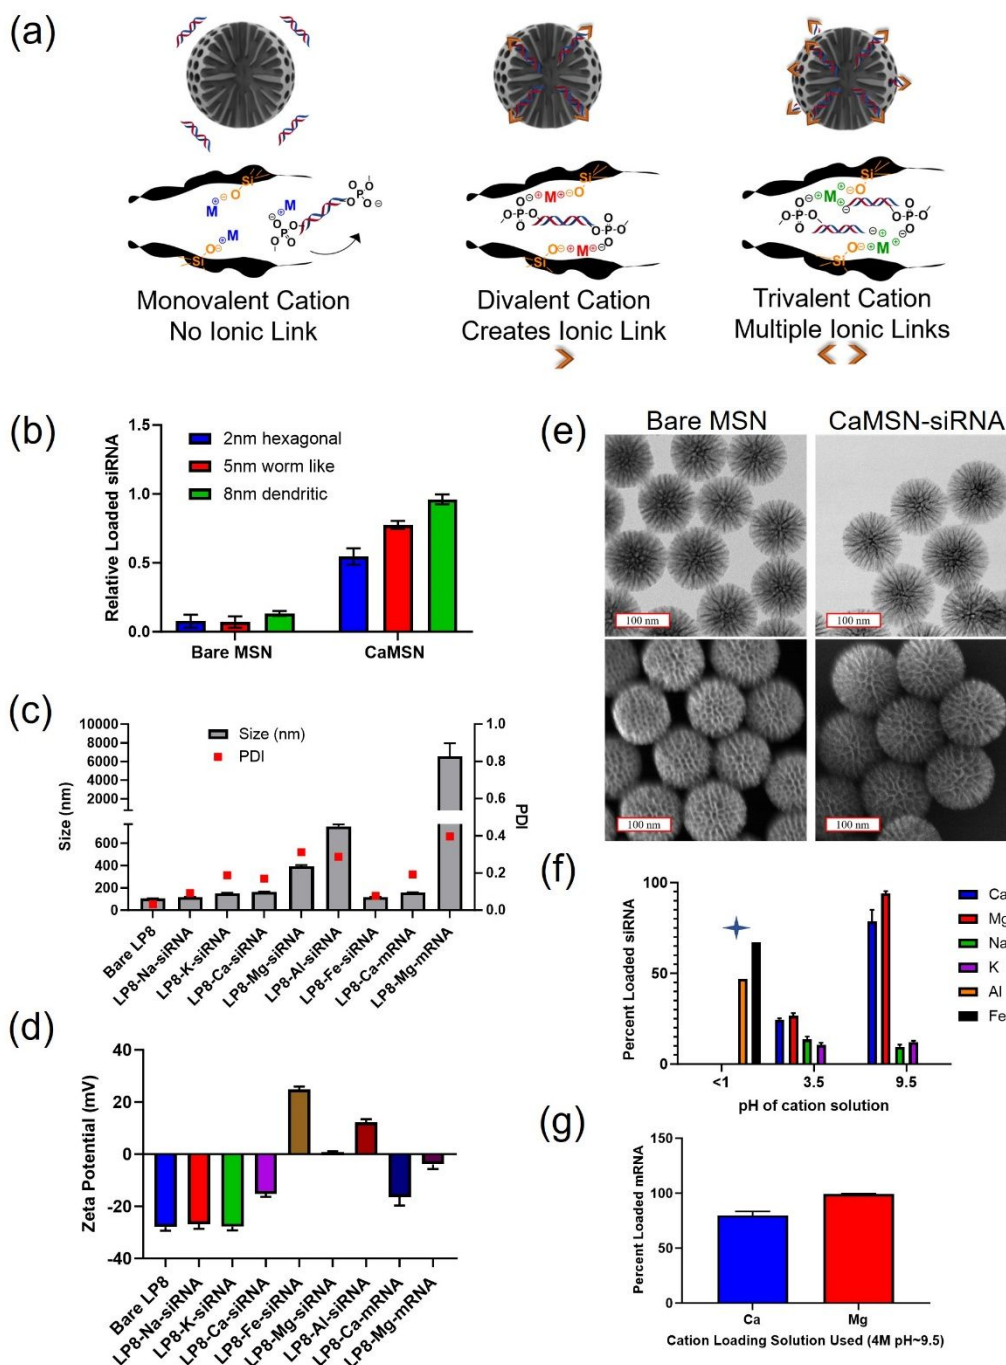 (a)
Si
O
M
M
M
O
P
O
O
Si
O
Monovalent Cation
No Ionic Link
Divalent Cation
Creates Ionic Link
Trivalent Cation
Multiple Ionic Links
(b)
Relative Loaded siRNA
1.5
1.0
0.5
0.0
2nm hexagonal
5nm worm like
8nm dendritic
Bare MSN
CaMSN
(c)
Size (nm)
10000
8000
6000
4000
2000
600
400
200
0
Size (nm)
PDI
1.0
0.8
0.6
0.4
0.2
0.0
PDI
Bare LP8
LP8-Na-siRNA
LP8-K-siRNA
LP8-Ca-siRNA
LP8-Mg-siRNA
LP8-Al-siRNA
LP8-Fe-siRNA
LP8-Ca-mRNA
LP8-Mg-mRNA
(d)
Zeta Potential (mV)
40
20
0
-20
-40
Bare LP8
LP8-Na-siRNA
LP8-K-siRNA
LP8-Ca-siRNA
LP8-Fe-siRNA
LP8-Mg-siRNA
LP8-Al-siRNA
LP8-Ca-mRNA
LP8-Mg-mRNA
(e)
Bare MSN
CaMSN-siRNA
100 nm
100 nm
100 nm
100 nm
(f)
Percent Loaded siRNA
100
50
0
<1
3.5
9.5
pH of cation solution
Ca
Mg
Na
K
Al
Fe
(g)
Percent Loaded mRNA
150
100
50
0
Ca
Mg
Cation Loading Solution Used (4M pH~9.5)